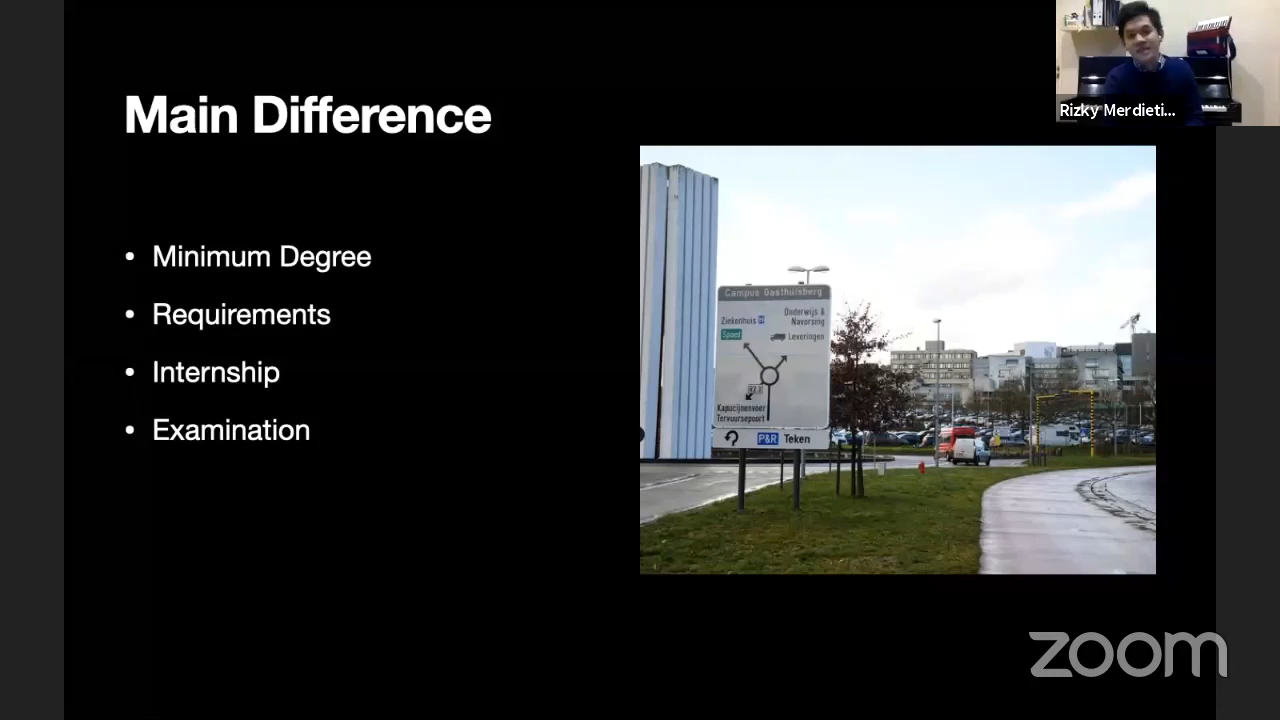 Main Difference
Rizky Merdieti...
• Minimum Degree
• Requirements
• Internship
• Examination
Campus Gasthuisberg
Ziekenhuis H
Onderwijs &
Navorsing
Spoed
Leveringen
Kapucijnenvoer
Tervuursepoort
P&R Teken
zoom